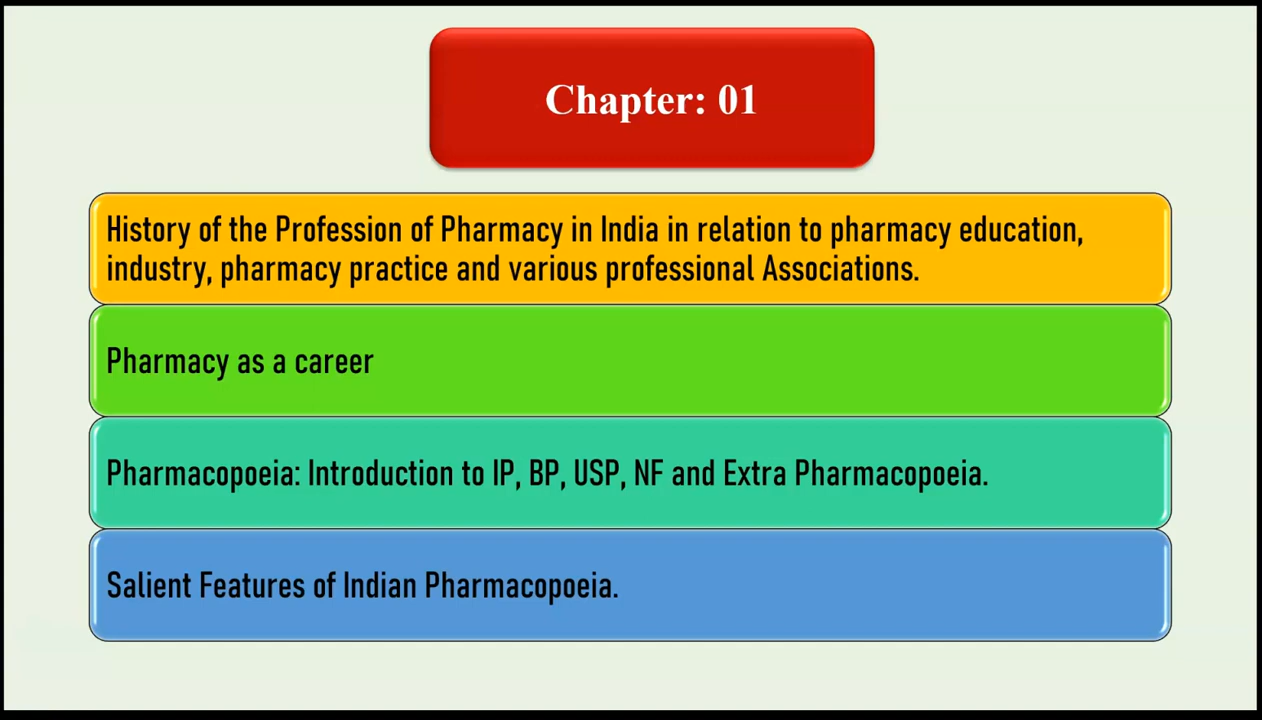 Chapter: 01
History of the Profession of Pharmacy in India in relation to pharmacy education,
industry, pharmacy practice and various professional Associations.
Pharmacy as a career
Pharmacopoeia: Introduction to IP, BP, USP, NF and Extra Pharmacopoeia.
Salient Features of Indian Pharmacopoeia.